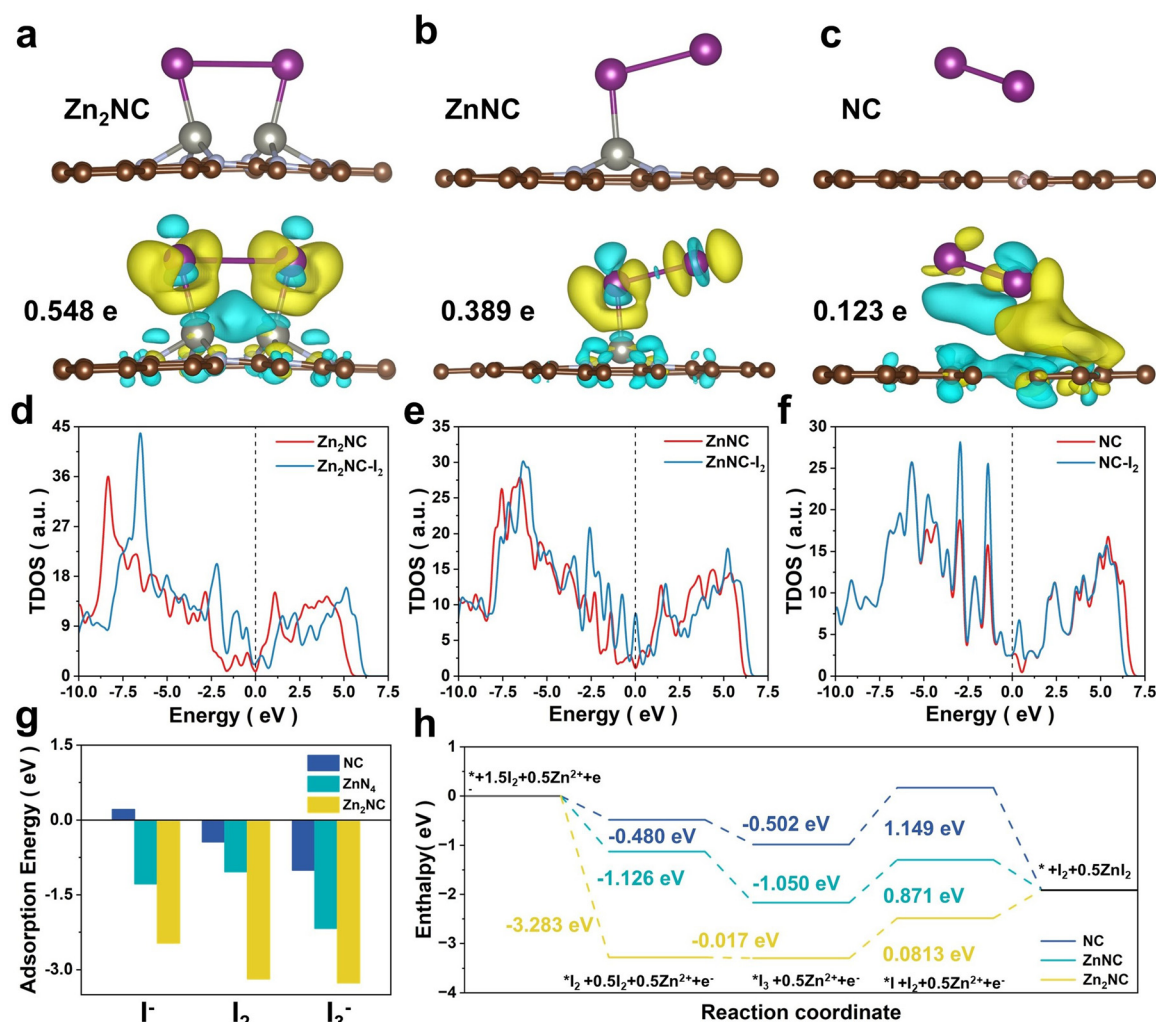 a
b
c
Zn₂NC
ZnNC
NC
0.548 e
0.389 e
0.123 e
d
e
f
45
36
27
18
9
0
TDOS ( a.u. )
Zn₂NC
Zn₂NC-I₂
-10.0 -7.5 -5.0 -2.5 0.0 2.5 5.0 7.5
Energy ( eV )
35
30
25
20
15
10
5
0
TDOS ( a.u. )
ZnNC
ZnNC-I₂
-10.0 -7.5 -5.0 -2.5 0.0 2.5 5.0 7.5
Energy ( eV )
30
25
20
15
10
5
0
TDOS ( a.u. )
NC
NC-I₂
-10.0 -7.5 -5.0 -2.5 0.0 2.5 5.0 7.5
Energy ( eV )
g
1.5
0.0
-1.5
-3.0
Adsorption Energy ( eV )
NC
ZnN₄
Zn₂NC
I⁻ I₂ I₃⁻
h
1
0
-1
-2
-3
-4
Enthalpy( eV )
*+1.5I₂+0.5Zn²⁺+e
-
-0.480 eV
-0.502 eV
1.149 eV
-1.126 eV
-1.050 eV
0.871 eV
-3.283 eV
-0.017 eV
0.0813 eV
* +I₂+0.5ZnI₂
*I₂ +0.5I₂+0.5Zn²⁺+e⁻
*I₃ +0.5Zn²⁺+e⁻
*I +I₂+0.5Zn²⁺+e⁻
NC
ZnNC
Zn₂NC
Reaction coordinate